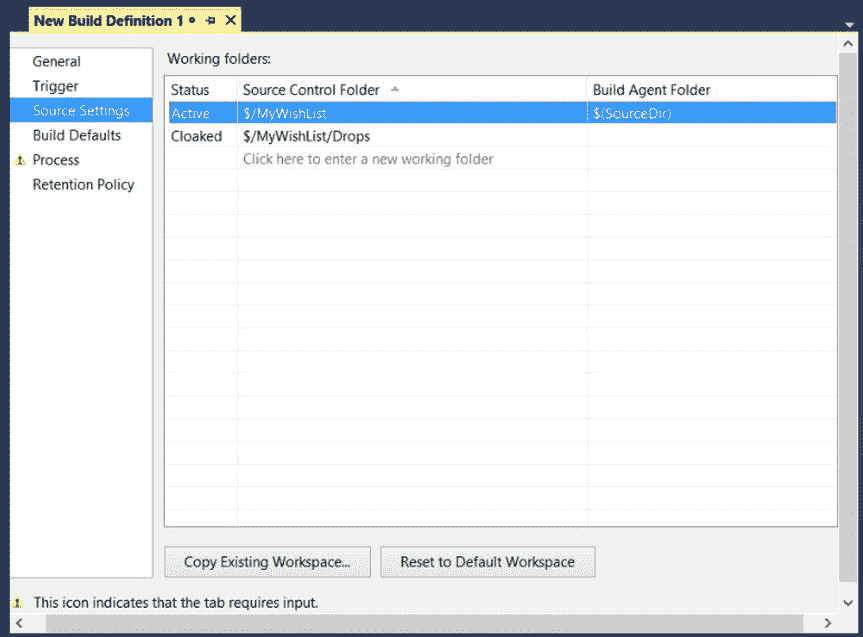 New Build Definition 1
General
Trigger
Source Settings
Build Defaults
Process
Retention Policy
Working folders:
Status Source Control Folder Build Agent Folder
Active $/MyWishList $(SourceDir)
Cloaked $/MyWishList/Drops
Click here to enter a new working folder
Copy Existing Workspace... Reset to Default Workspace
This icon indicates that the tab requires input.